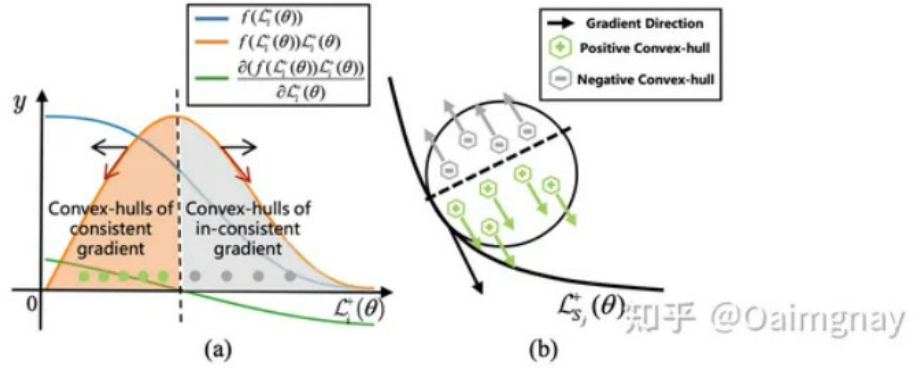 f(ℒᵢ⁺(θ))
f(ℒᵢ⁺(θ))ℒᵢ⁺(θ)
∂(f(ℒᵢ⁺(θ))ℒᵢ⁺(θ))
∂ℒᵢ⁺(θ)
y
Convex-hulls of
consistent
gradient
Convex-hulls of
in-consistent
gradient
0
ℒᵢ⁺(θ)
(a)
Gradient Direction
Positive Convex-hull
Negative Convex-hull
ℒ⁺_{S_j}(θ)
(b)
知乎 @Oaimgnay